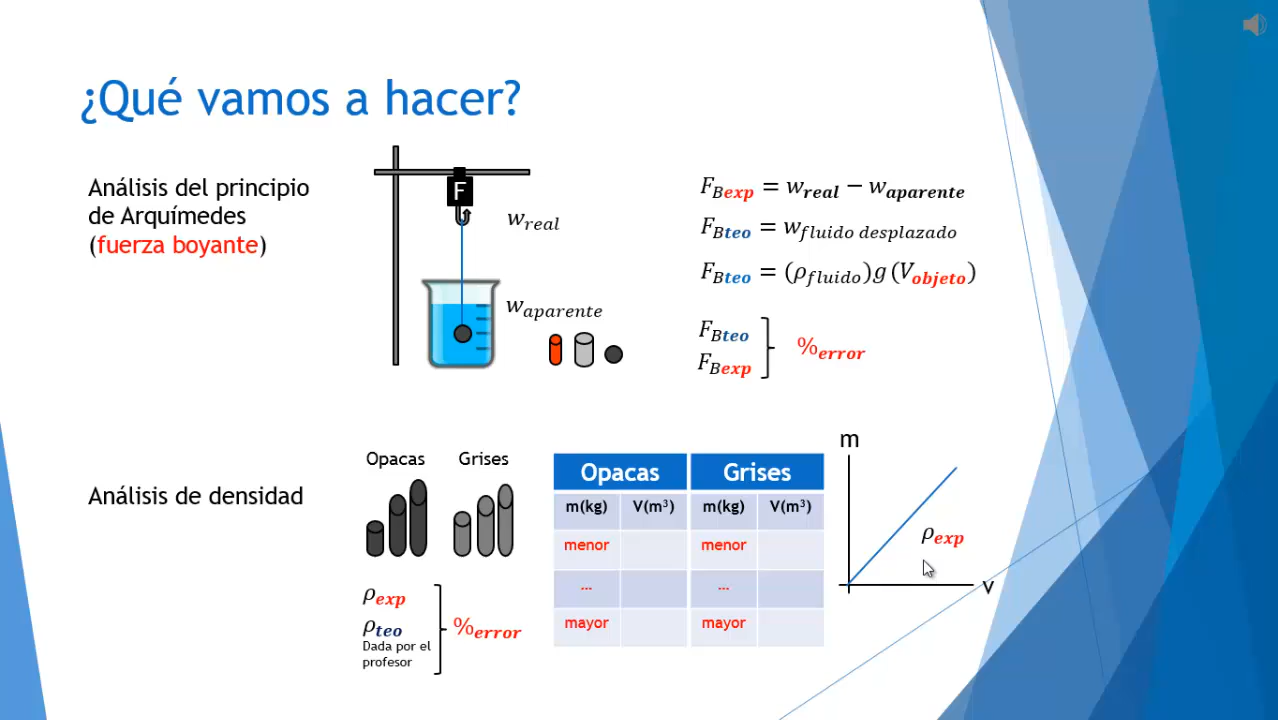 ¿Qué vamos a hacer?
Análisis del principio
de Arquímedes
(fuerza boyante)
F
w_real
w_aparente
F_Bexp = w_real − w_aparente
F_Bteo = w_fluido desplazado
F_Bteo = (ρ_fluido)g(V_objeto)
F_Bteo
F_Bexp
%error
Análisis de densidad
Opacas Grises
ρ_exp
ρ_teo
Dada por el
profesor
%error
Opacas Grises
m(kg) V(m³) m(kg) V(m³)
menor menor
... ...
mayor mayor
m
ρ_exp
V